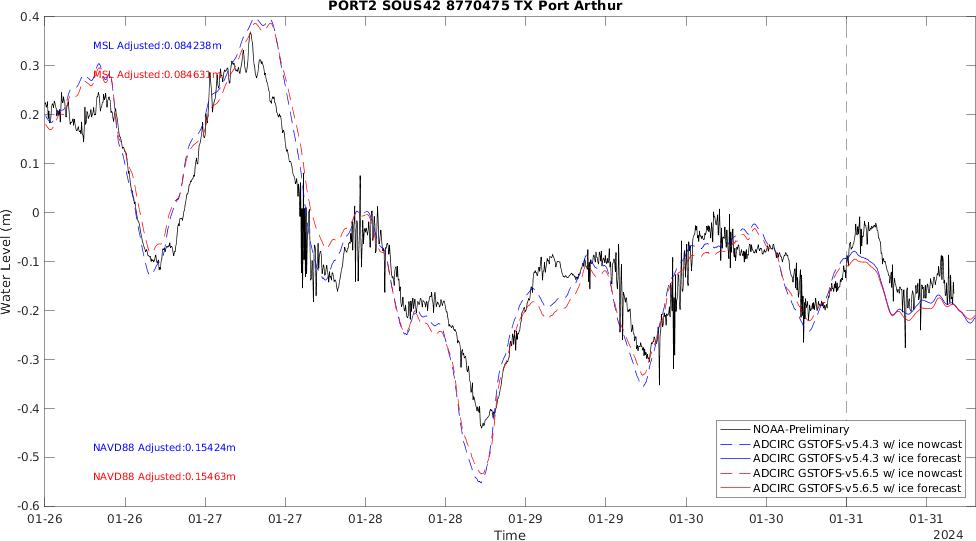 PORT2 SOUS42 8770475 TX Port Arthur
0.4
0.3
0.2
0.1
0
-0.1
-0.2
-0.3
-0.4
-0.5
-0.6
Water Level (m)
MSL Adjusted:0.084238m
MSL Adjusted:0.084631m
NAVD88 Adjusted:0.15424m
NAVD88 Adjusted:0.15463m
NOAA-Preliminary
ADCIRC GSTOFS-v5.4.3 w/ ice nowcast
ADCIRC GSTOFS-v5.4.3 w/ ice forecast
ADCIRC GSTOFS-v5.6.5 w/ ice nowcast
ADCIRC GSTOFS-v5.6.5 w/ ice forecast
01-26 01-26 01-27 01-27 01-28 01-28 01-29 01-29 01-30 01-30 01-31 01-31
Time
2024